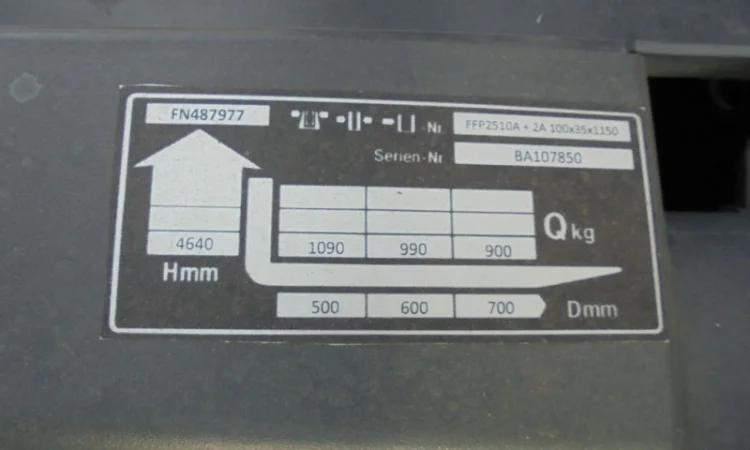 FN487977
-Nr. FFP2510A + 2A 100x35x1150
Serien-Nr BA107850
4640 1090 990 900 Qkg
Hmm
500 600 700 Dmm